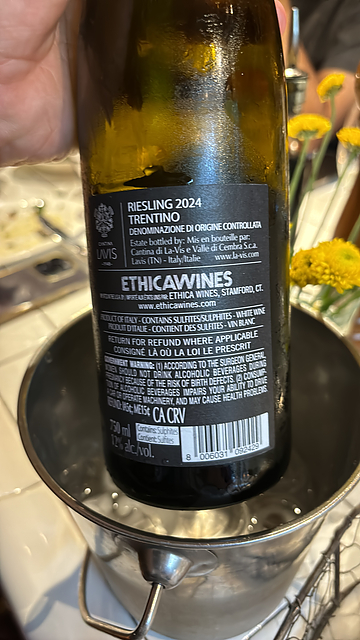 RIESLING 2024
TRENTINO
DENOMINAZIONE DI ORIGINE CONTROLLATA
Estate bottled by: Mis en bouteille par:
Cantina di La-Vis e Valle di Cembra S.c.a.
Lavis (TN) - Italy/Italie www.la-vis.com
CANTINA
LAVIS
ETHICAWINES
ETHICA WINES, STAMFORD, CT.
www.ethicawines.com
PRODUCT OF ITALY - CONTAINS SULFITES/SULPHITES - WHITE WINE
PRODUIT D'ITALIE - CONTIENT DES SULFITES - VIN BLANC
RETURN FOR REFUND WHERE APPLICABLE
CONSIGNÉ LÀ OÙ LA LOI LE PRESCRIT
GOVERNMENT WARNING: (1) ACCORDING TO THE SURGEON GENERAL,
WOMEN SHOULD NOT DRINK ALCOHOLIC BEVERAGES DURING
PREGNANCY BECAUSE OF THE RISK OF BIRTH DEFECTS. (2) CONSUMP-
TION OF ALCOHOLIC BEVERAGES IMPAIRS YOUR ABILITY TO DRIVE
A CAR OR OPERATE MACHINERY, AND MAY CAUSE HEALTH PROBLEMS.
ME15¢ CA CRV
750 ml
12% alc./vol.
Contains: Sulphites
Contient: Sulfites
8 006031 092429